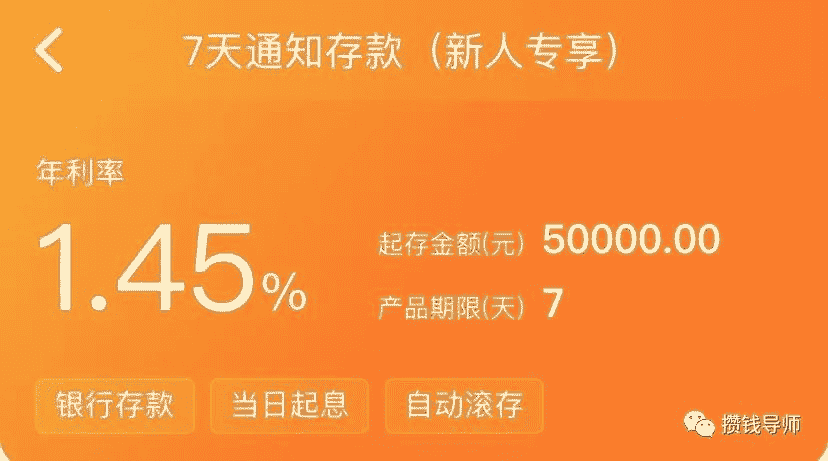 7天通知存款（新人专享）
年利率
1.45%
起存金额(元) 50000.00
产品期限(天) 7
银行存款 当日起息 自动滚存
攒钱导师